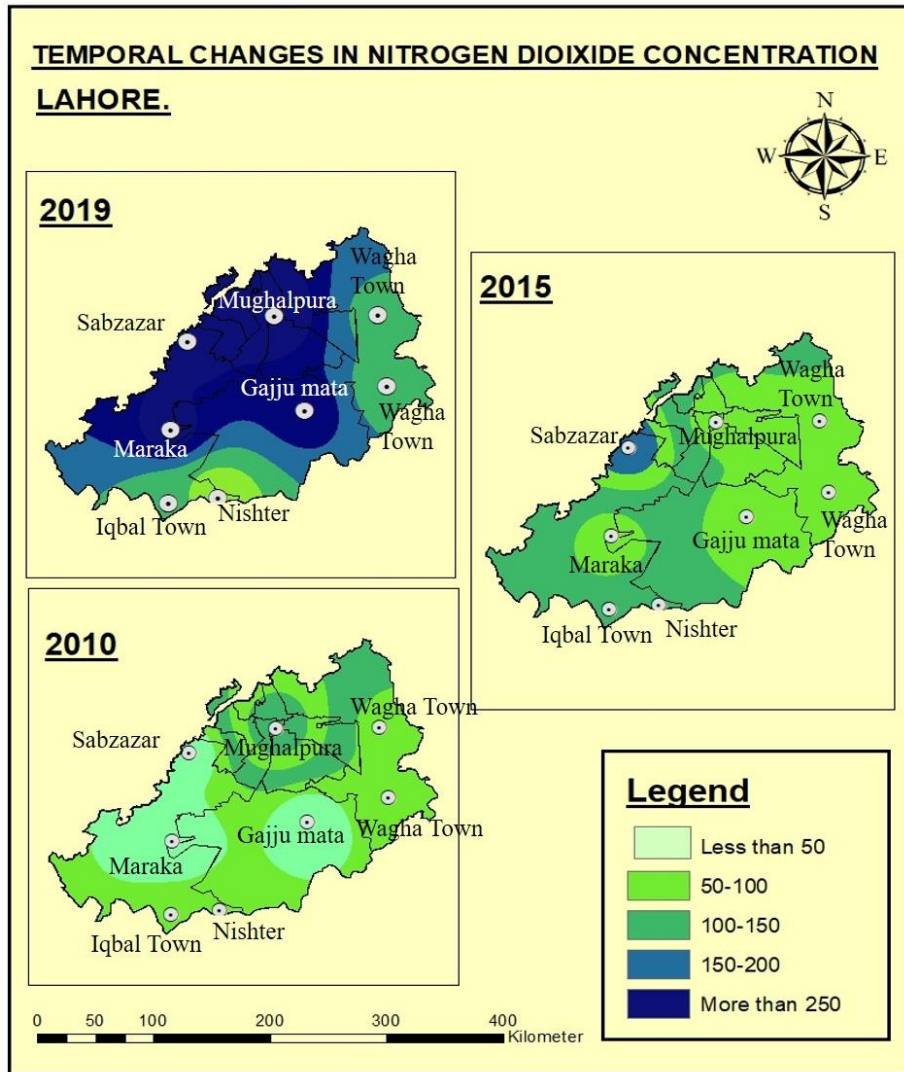 TEMPORAL CHANGES IN NITROGEN DIOIXIDE CONCENTRATION
LAHORE.
N
W E
S
2019
Wagha
Town
Mughalpura
Sabzazar
Gajju mata
Wagha
Town
Maraka
Iqbal Town
Nishter
2015
Wagha
Town
Sabzazar
Mughalpura
Wagha
Town
Gajju mata
Maraka
Iqbal Town
Nishter
2010
Wagha Town
Sabzazar
Mughalpura
Gajju mata
Wagha Town
Maraka
Iqbal Town
Nishter
Legend
Less than 50
50-100
100-150
150-200
More than 250
0 50 100 200 300 400
Kilometer